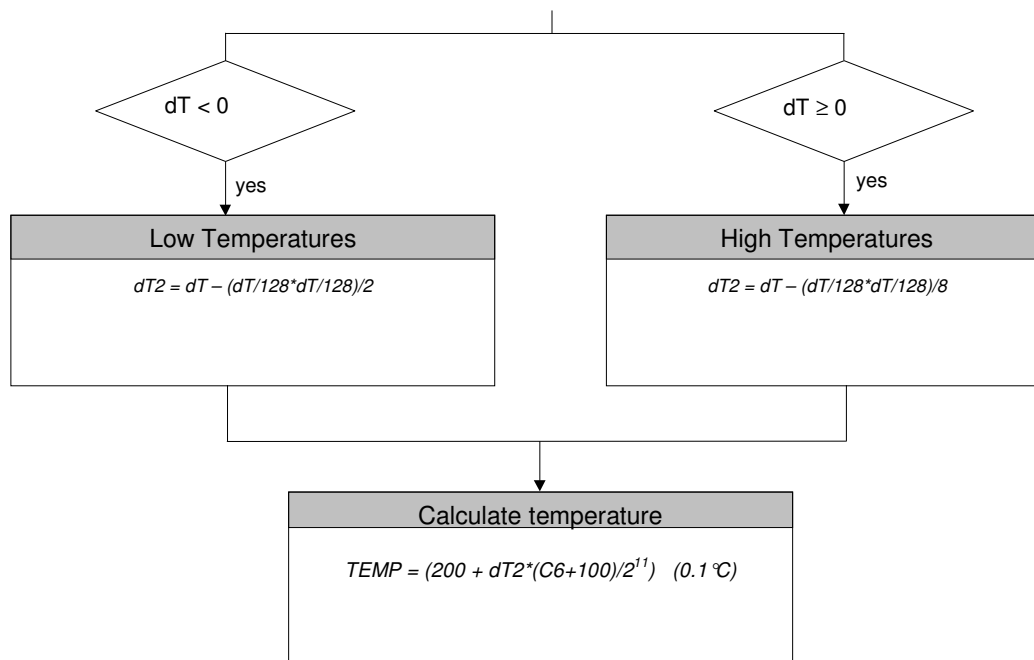 dT < 0
dT ≥ 0
yes
yes
Low Temperatures
High Temperatures
dT2 = dT – (dT/128*dT/128)/2
dT2 = dT – (dT/128*dT/128)/8
Calculate temperature
TEMP = (200 + dT2*(C6+100)/2¹¹) (0.1°C)